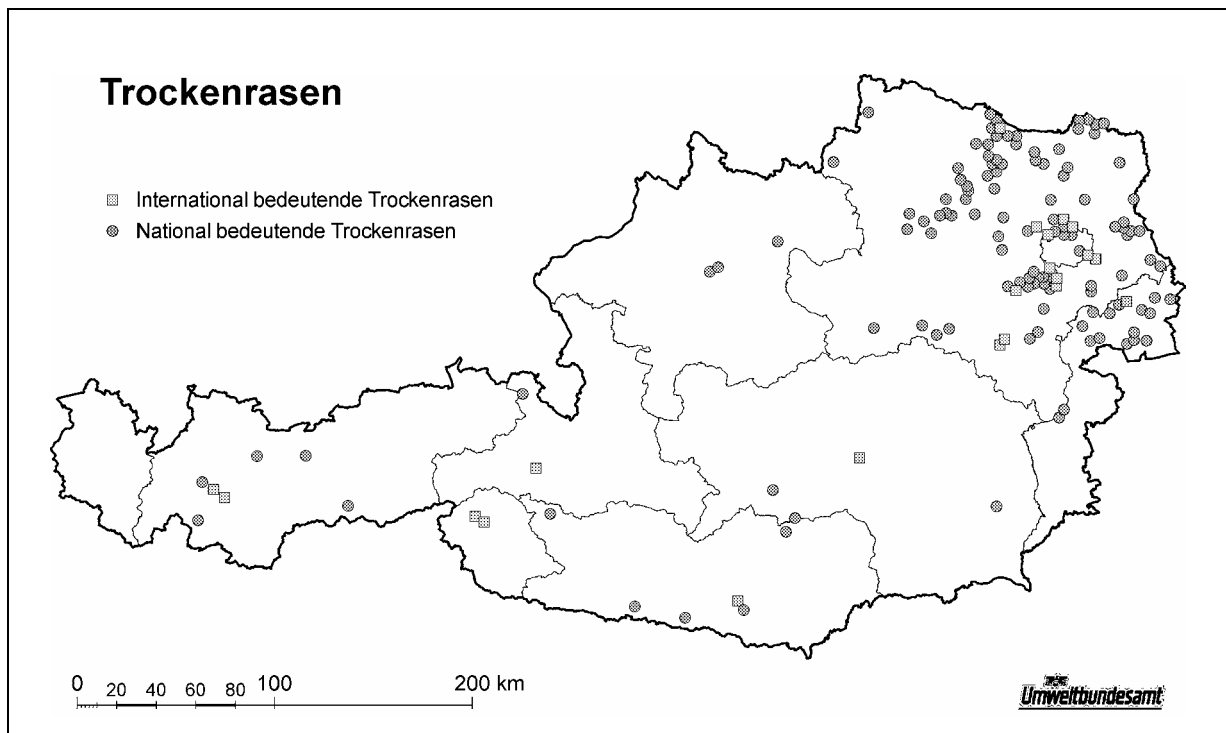 Trockenrasen
International bedeutende Trockenrasen
National bedeutende Trockenrasen
0 20 40 60 80 100 200 km
Umweltbundesamt